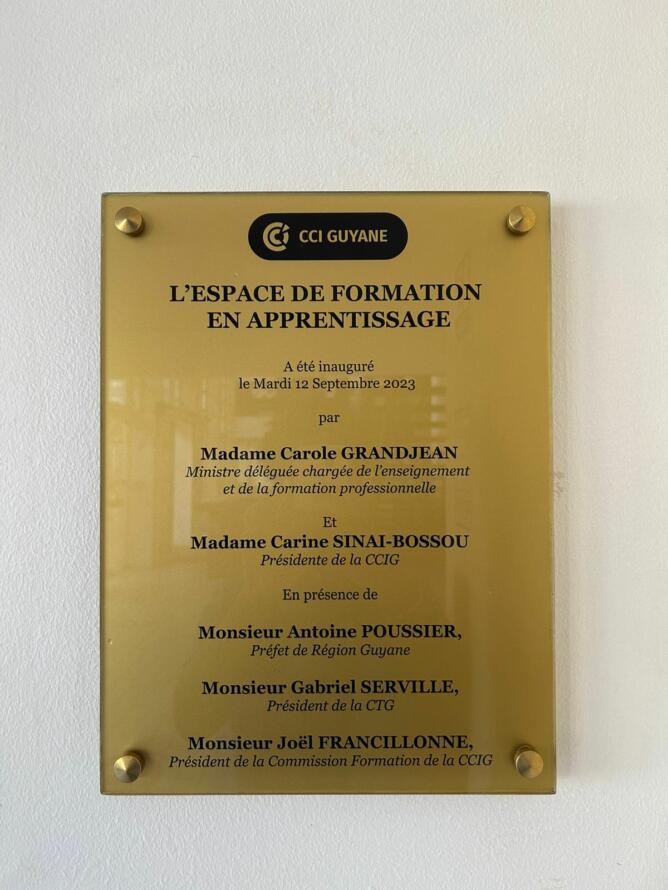 CCI GUYANE
L'ESPACE DE FORMATION
EN APPRENTISSAGE
A été inauguré
le Mardi 12 Septembre 2023
par
Madame Carole GRANDJEAN
Ministre déléguée chargée de l'enseignement
et de la formation professionnelle
Et
Madame Carine SINAI-BOSSOU
Présidente de la CCIG
En présence de
Monsieur Antoine POUSSIER,
Préfet de Région Guyane
Monsieur Gabriel SERVILLE,
Président de la CTG
Monsieur Joël FRANCILLONNE,
Président de la Commission Formation de la CCIG